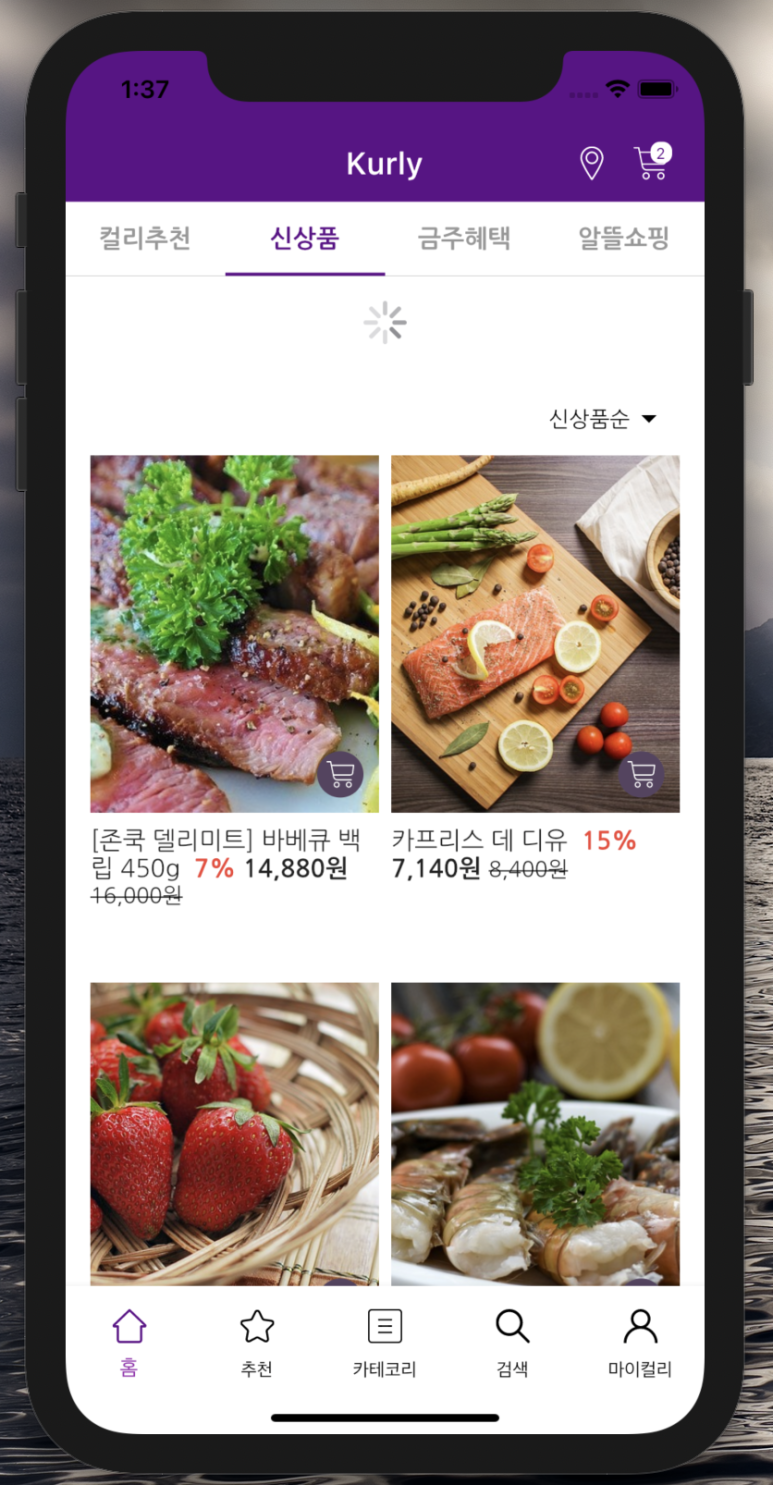 1:37
Kurly
2
컬리추천
신상품
금주혜택
알뜰쇼핑
신상품순
[존쿡 델리미트] 바베큐 백
립 450g 7% 14,880원
16,000원
카프리스 데 디유 15%
7,140원 8,400원
홈
추천
카테코리
검색
마이컬리